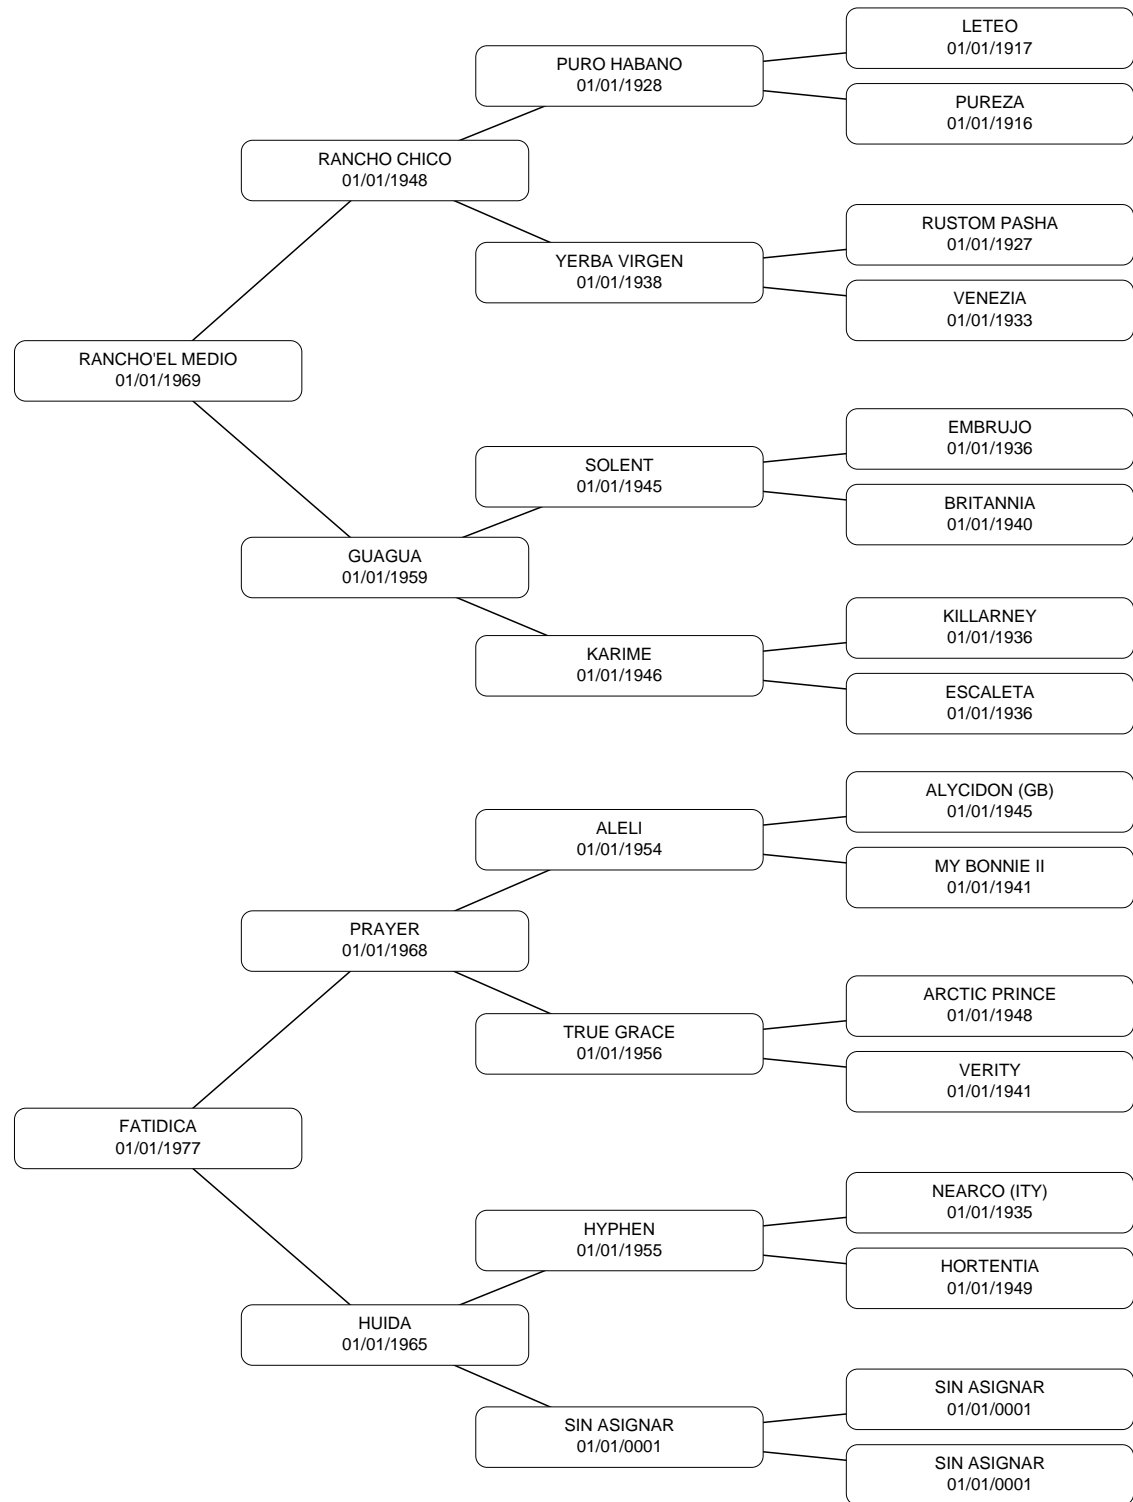 LETEO
01/01/1917
PURO HABANO
01/01/1928
PUREZA
01/01/1916
RANCHO CHICO
01/01/1948
RUSTOM PASHA
01/01/1927
YERBA VIRGEN
01/01/1938
VENEZIA
01/01/1933
RANCHO'EL MEDIO
01/01/1969
EMBRUJO
01/01/1936
SOLENT
01/01/1945
BRITANNIA
01/01/1940
GUAGUA
01/01/1959
KILLARNEY
01/01/1936
KARIME
01/01/1946
ESCALETA
01/01/1936
ALYCIDON (GB)
01/01/1945
ALELI
01/01/1954
MY BONNIE II
01/01/1941
PRAYER
01/01/1968
ARCTIC PRINCE
01/01/1948
TRUE GRACE
01/01/1956
VERITY
01/01/1941
FATIDICA
01/01/1977
NEARCO (ITY)
01/01/1935
HYPHEN
01/01/1955
HORTENTIA
01/01/1949
HUIDA
01/01/1965
SIN ASIGNAR
01/01/0001
SIN ASIGNAR
01/01/0001
SIN ASIGNAR
01/01/0001